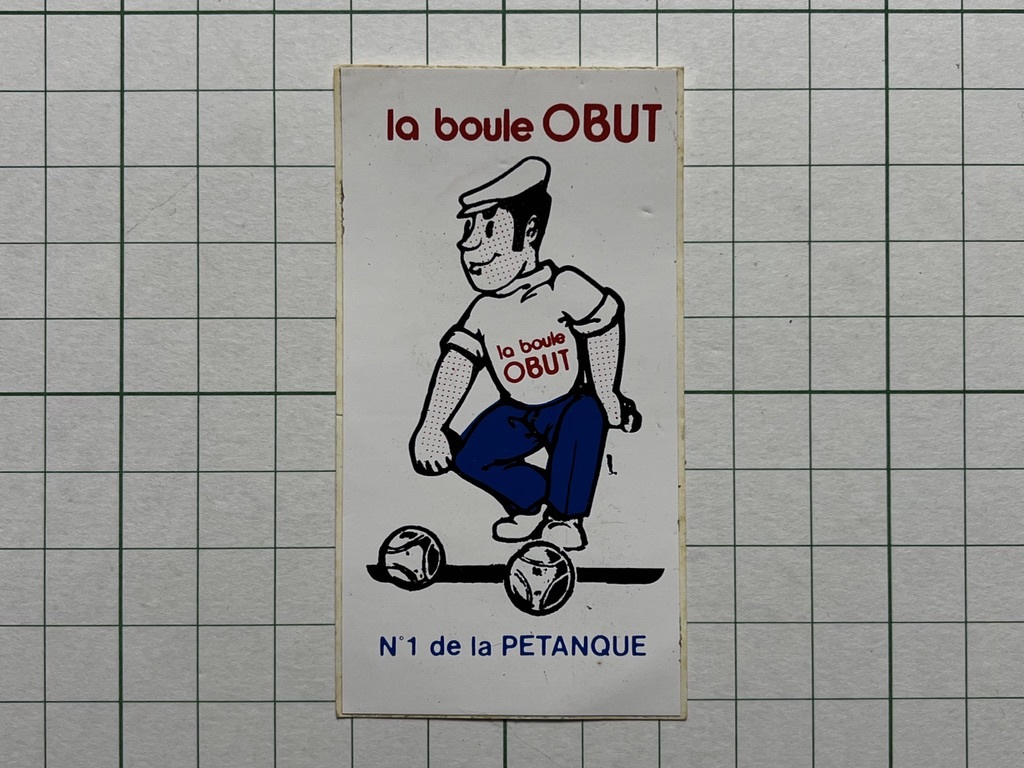 la boule OBUT
la boule
OBUT
N°1 de la PETANQUE